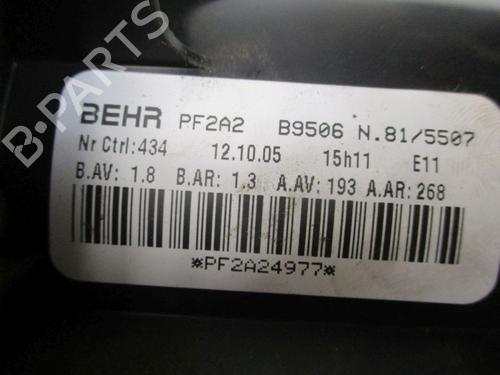 B-PARTS
BEHR PF2A2 B9506 N.81/5507
Nr Ctrl:434 12.10.05 15h11 E11
B.AV: 1.8 B.AR: 1.3 A.AV: 193 A.AR: 268
*PF2A24977*